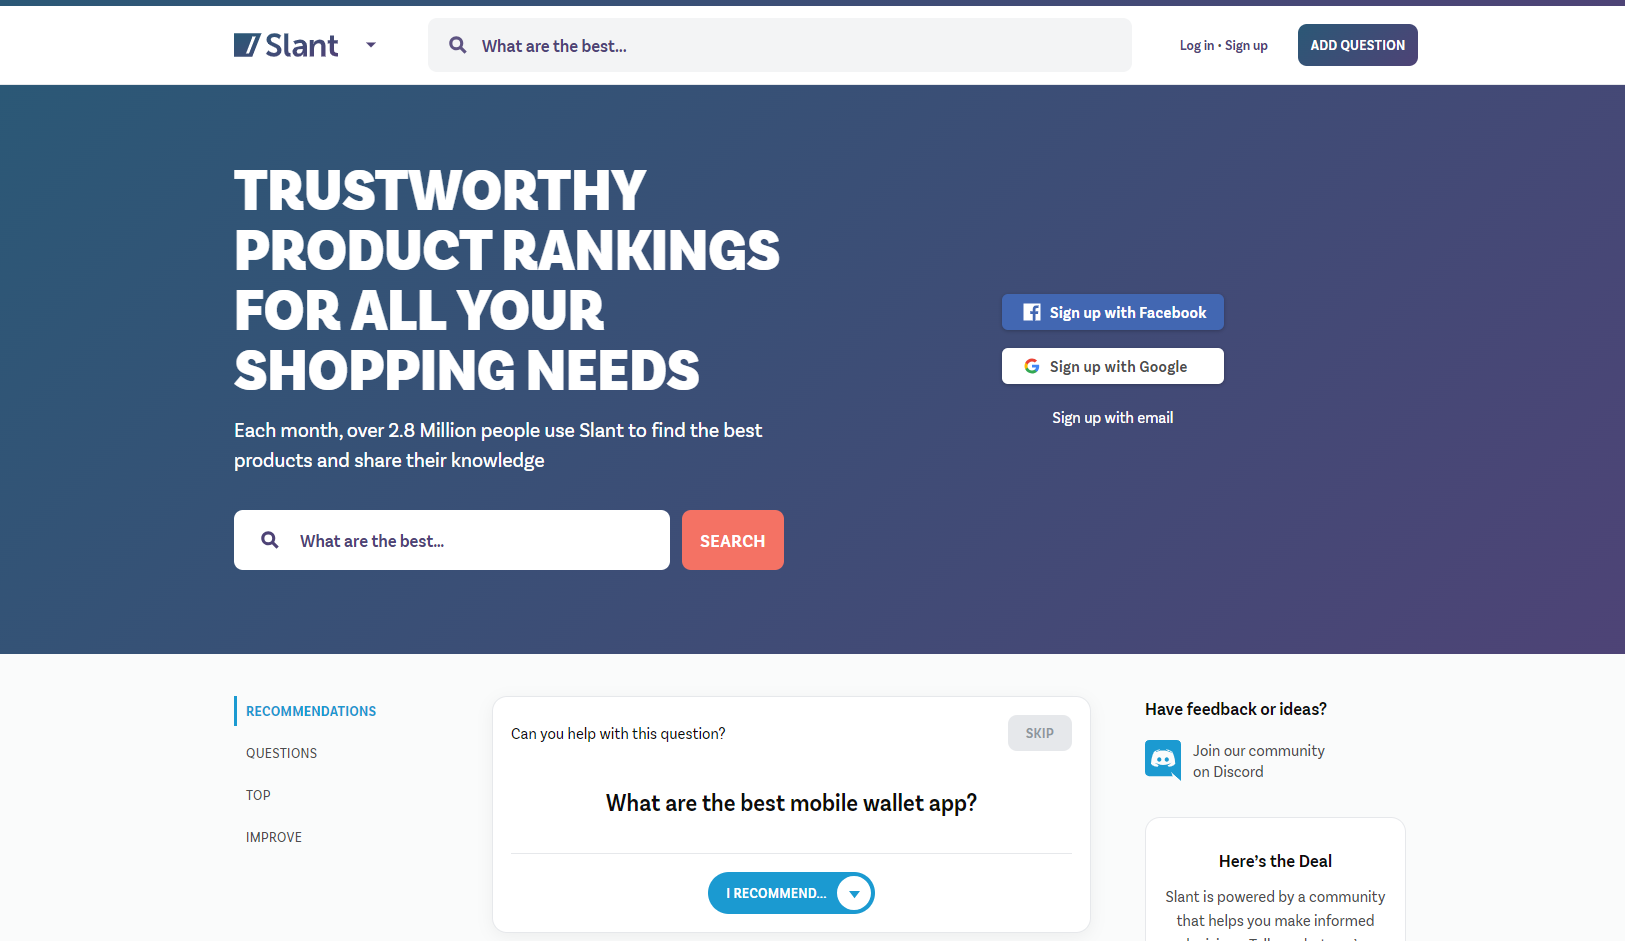 Slant
What are the best...
Log in • Sign up
ADD QUESTION
TRUSTWORTHY
PRODUCT RANKINGS
FOR ALL YOUR
SHOPPING NEEDS
Each month, over 2.8 Million people use Slant to find the best
products and share their knowledge
What are the best...
SEARCH
Sign up with Facebook
Sign up with Google
Sign up with email
RECOMMENDATIONS
QUESTIONS
TOP
IMPROVE
Can you help with this question?
SKIP
What are the best mobile wallet app?
I RECOMMEND...
Have feedback or ideas?
Join our community
on Discord
Here's the Deal
Slant is powered by a community
that helps you make informed